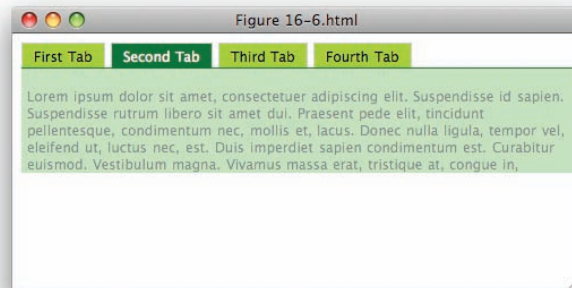 Figure 16-6.html
First Tab Second Tab Third Tab Fourth Tab
Lorem ipsum dolor sit amet, consectetuer adipiscing elit. Suspendisse id sapien.
Suspendisse rutrum libero sit amet dui. Praesent pede elit, tincidunt
pellentesque, condimentum nec, mollis et, lacus. Donec nulla ligula, tempor vel,
eleifend ut, luctus nec, est. Duis imperdiet sapien condimentum est. Curabitur
euismod. Vestibulum magna. Vivamus massa erat, tristique at, congue in,